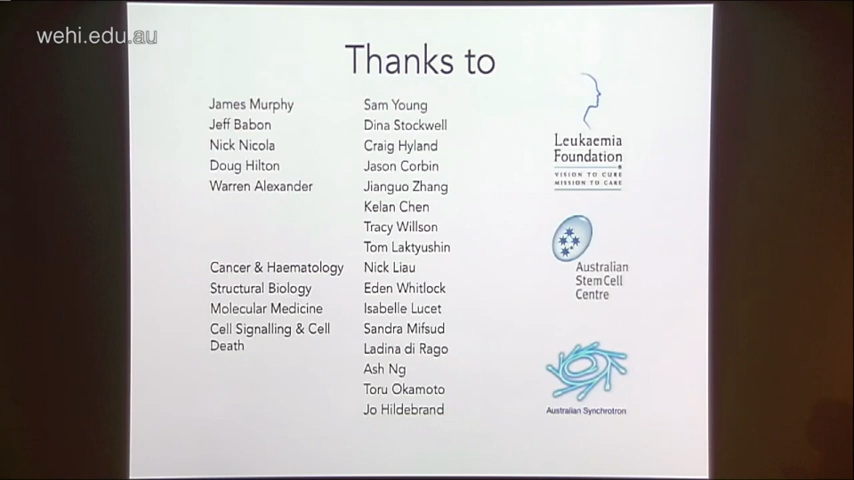 wehi.edu.au
Thanks to
James Murphy
Jeff Babon
Nick Nicola
Doug Hilton
Warren Alexander
Cancer & Haematology
Structural Biology
Molecular Medicine
Cell Signalling & Cell
Death
Sam Young
Dina Stockwell
Craig Hyland
Jason Corbin
Jianguo Zhang
Kelan Chen
Tracy Willson
Tom Laktyushin
Nick Liau
Eden Whitlock
Isabelle Lucet
Sandra Mifsud
Ladina di Rago
Ash Ng
Toru Okamoto
Jo Hildebrand
Leukaemia
Foundation®
VISION TO CURE
MISSION TO CARE
Australian
Stem Cell
Centre
Australian Synchrotron